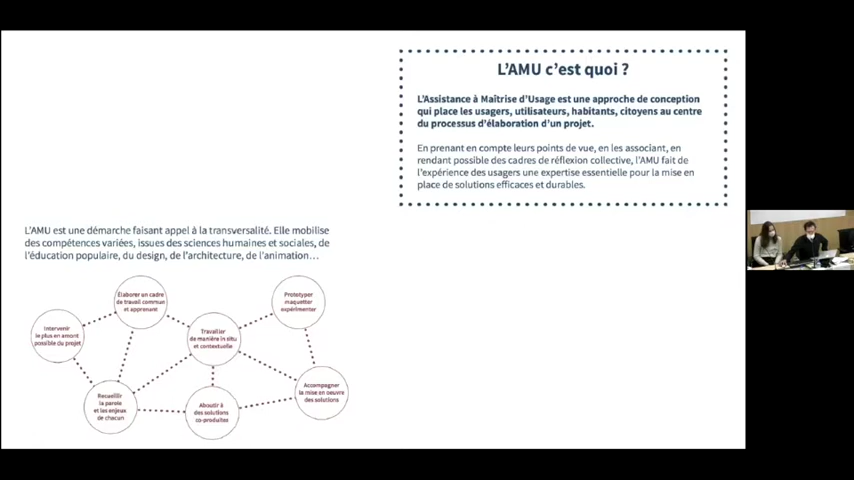 L'AMU c'est quoi ?
L'Assistance à Maîtrise d'Usage est une approche de conception
qui place les usagers, utilisateurs, habitants, citoyens au centre
du processus d'élaboration d'un projet.
En prenant en compte leurs points de vue, en les associant, en
rendant possible des cadres de réflexion collective, l'AMU fait de
l'expérience des usagers une expertise essentielle pour la mise en
place de solutions efficaces et durables.
L'AMU est une démarche faisant appel à la transversalité. Elle mobilise
des compétences variées, issues des sciences humaines et sociales, de
l'éducation populaire, du design, de l'architecture, de l'animation…
Élaborer un cadre
de travail commun
et apprenant
Prototyper
maquetter
expérimenter
Intervenir
le plus en amont
possible du projet
Travailler
de manière in situ
et contextuelle
Recueillir
la parole
et les enjeux
de chacun
Aboutir à
des solutions
co-produites
Accompagner
la mise en oeuvre
des solutions